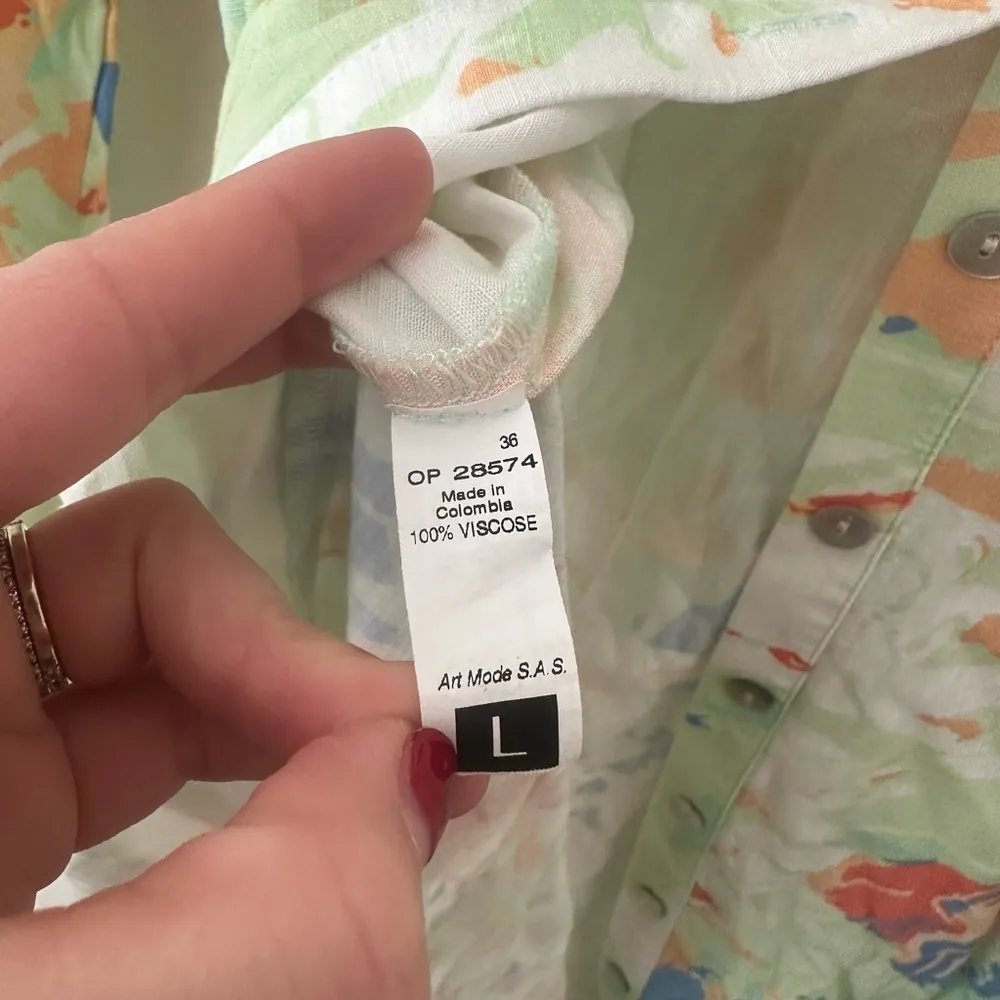 36
OP 28574
Made in
Colombia
100% VISCOSE
Art Mode S.A.S.
L